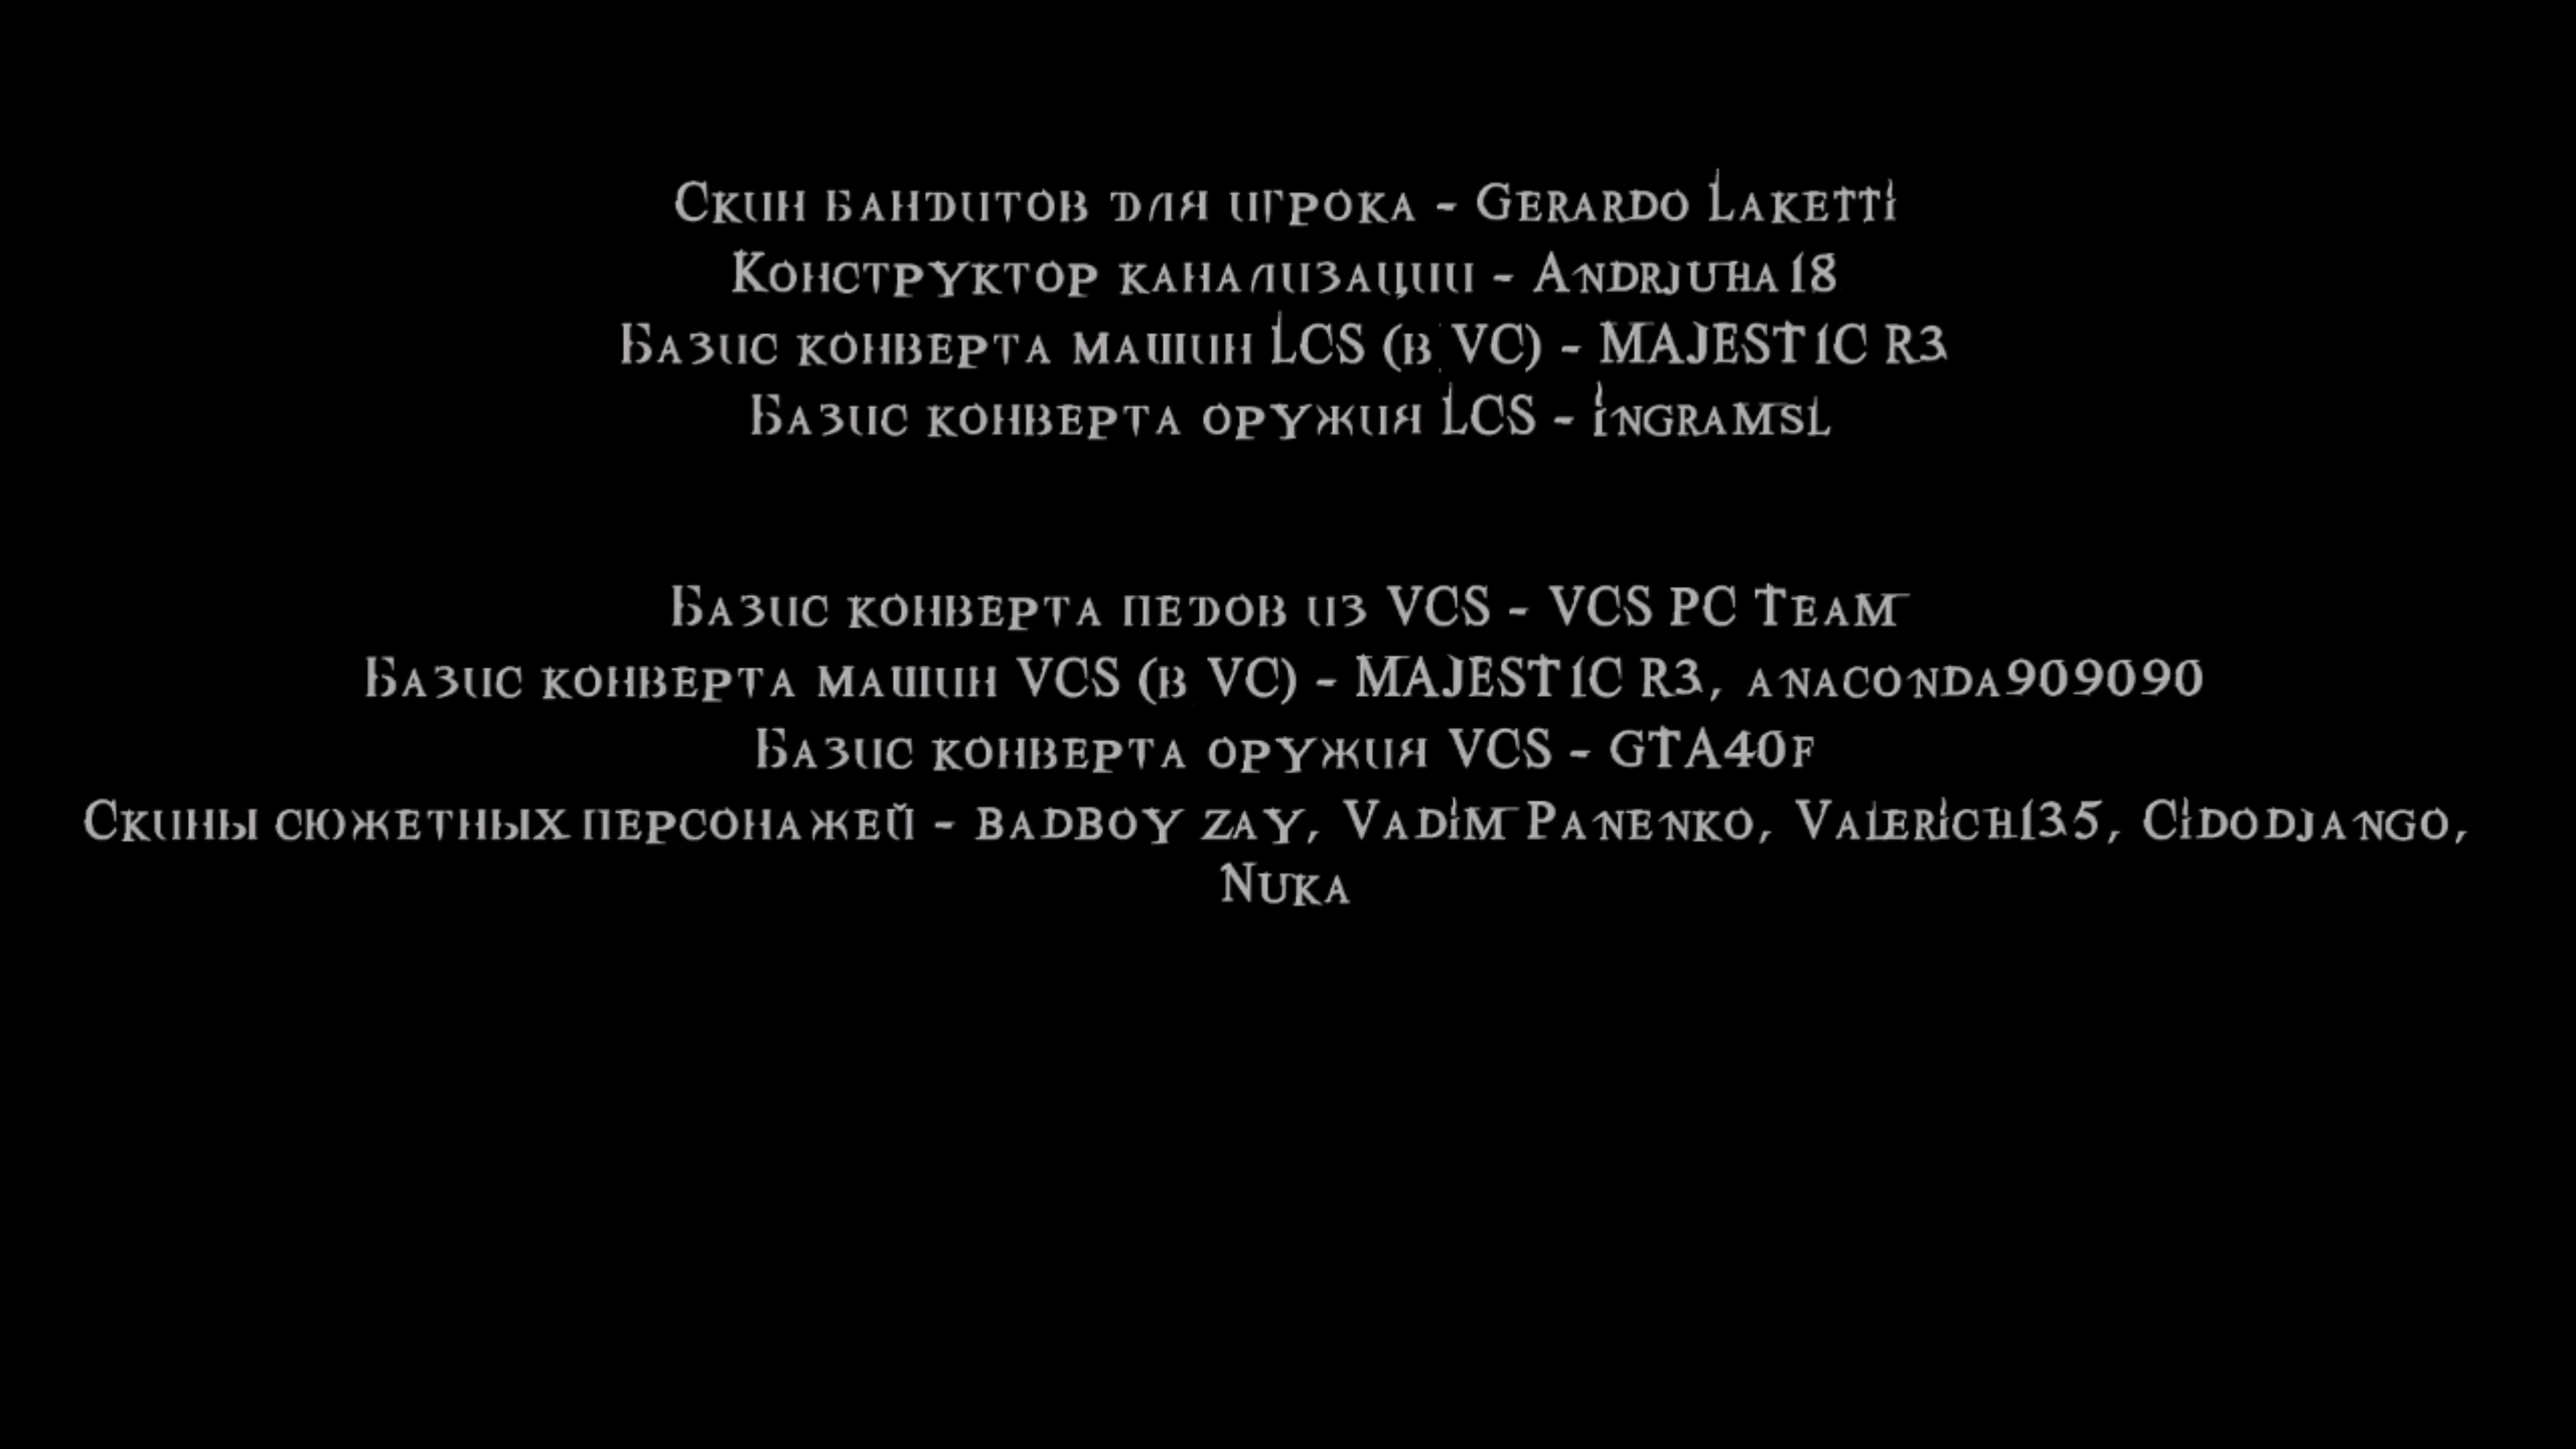 Скин бандитов для игрока - Gerardo Laketti
Конструктор канализации - Andrjuha18
Базис конверта машин LCS (в VC) - MAJESTIC R3
Базис конверта оружия LCS - Ingramsl
Базис конверта педов из VCS - VCS PC Team
Базис конверта машин VCS (в VC) - MAJESTIC R3, anaconda909090
Базис конверта оружия VCS - GTA40F
Скины сюжетных персонажей - badboy zay, Vadim Panenko, Valerich135, Cidodjango,
Nuka